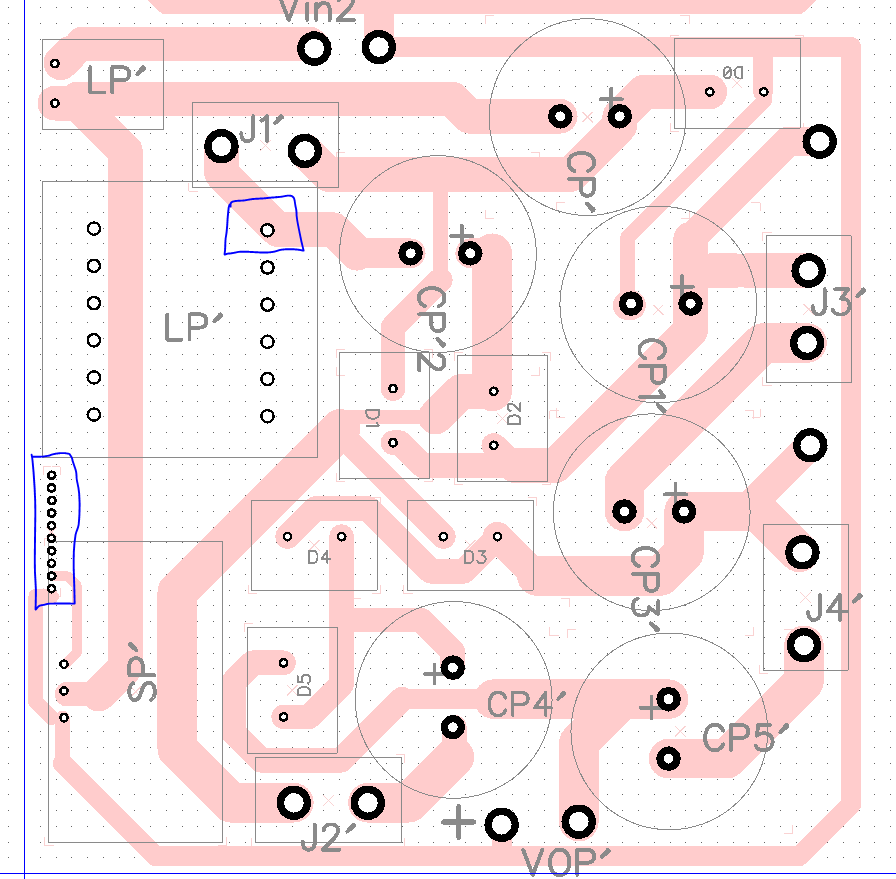 Vin2
LP'
D0
J1'
CP'
CP'2
J3'
LP'
CP1'
D1
D2
D4
D3
CP3'
J4'
SP'
D5
CP4'
CP5'
J2'
VOP'